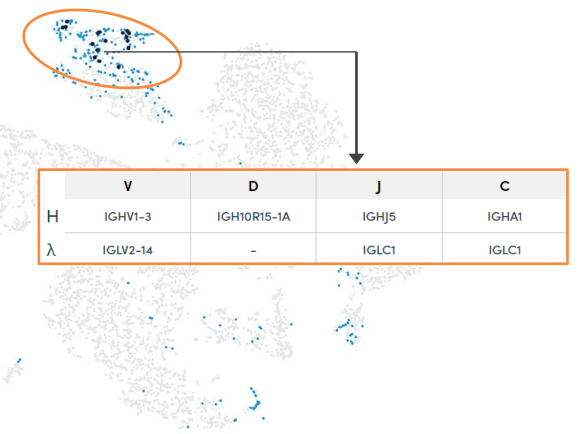 V D J C
H IGHV1-3 IGH10R15-1A IGHJ5 IGHA1
λ IGLV2-14 - IGLC1 IGLC1